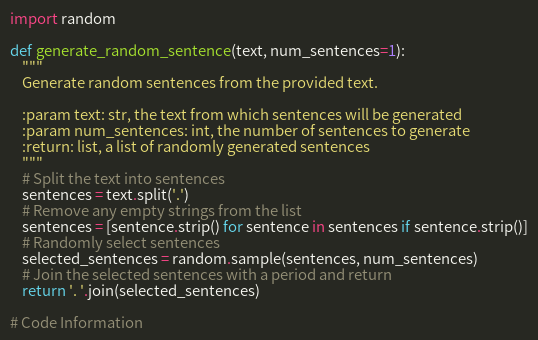 import random
def generate_random_sentence(text, num_sentences=1):
"""
Generate random sentences from the provided text.
:param text: str, the text from which sentences will be generated
:param num_sentences: int, the number of sentences to generate
:return: list, a list of randomly generated sentences
"""
# Split the text into sentences
sentences = text.split('.')
# Remove any empty strings from the list
sentences = [sentence.strip() for sentence in sentences if sentence.strip()]
# Randomly select sentences
selected_sentences = random.sample(sentences, num_sentences)
# Join the selected sentences with a period and return
return '. '.join(selected_sentences)
# Code Information